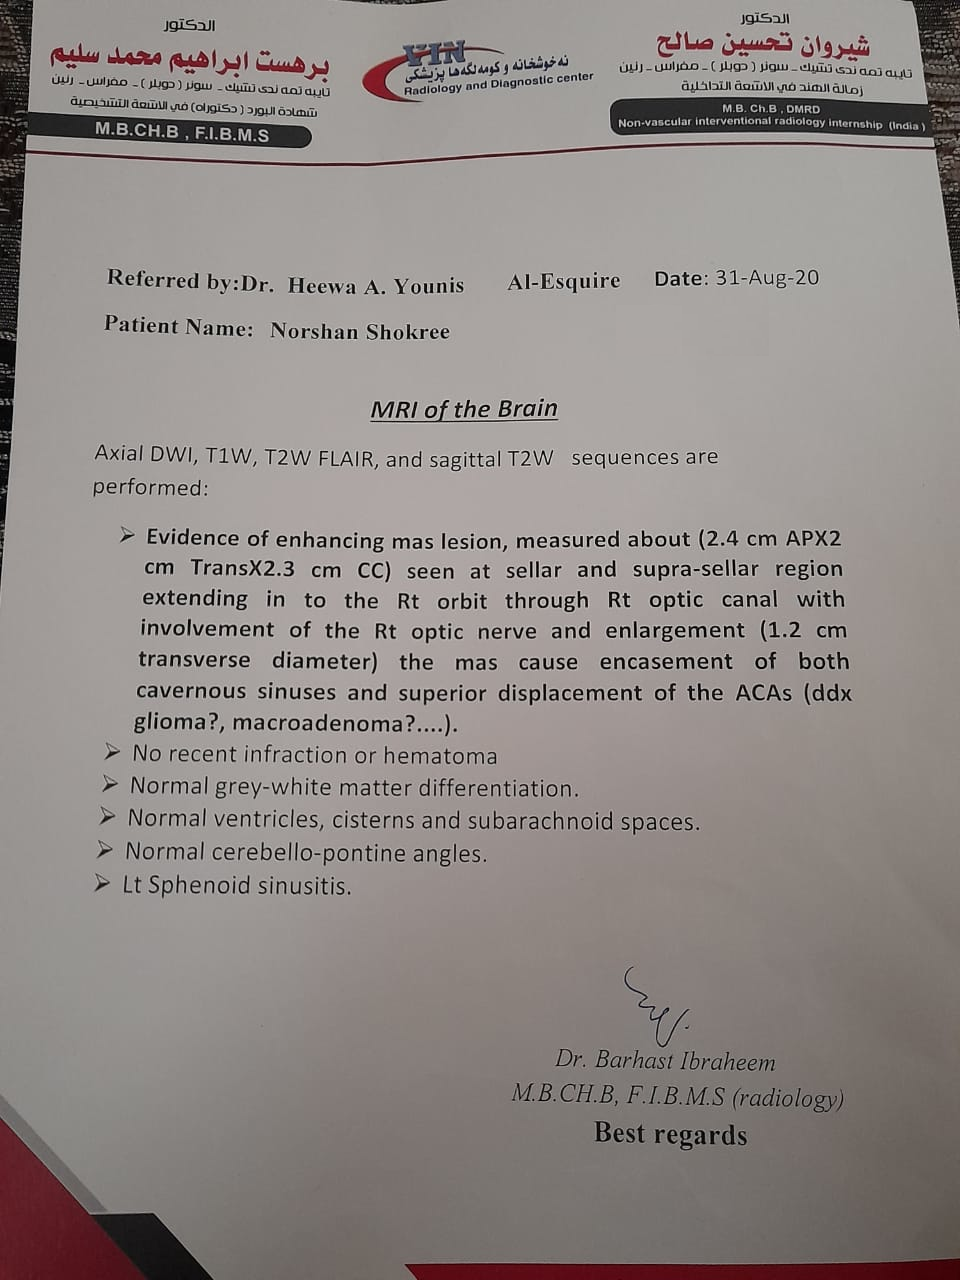 الدكتور
برهست ابراهيم محمد سليم
تايبه تمه ندى تشيك - سونر ( دوبلر ) - مفراس - رنين
شهادة البورد ( دكتوراه ) في الاشعة التشخيصية
M.B.CH.B , F.I.B.M.S
VIN
نه خوشخانه و كومه لگه ها پزيشكى
Radiology and Diagnostic center
الدكتور
شيروان تحسين صالح
تايبه تمه ندى تشيك - سونر ( دوبلر ) - مفراس - رنين
زمالة الهند في الاشعة التداخلية
M.B. Ch.B , DMRD
Non-vascular interventional radiology internship (India )
Referred by:Dr. Heewa A. Younis Al-Esquire Date: 31-Aug-20
Patient Name: Norshan Shokree
MRI of the Brain
Axial DWI, T1W, T2W FLAIR, and sagittal T2W sequences are
performed:
➢ Evidence of enhancing mas lesion, measured about (2.4 cm APX2
cm TransX2.3 cm CC) seen at sellar and supra-sellar region
extending in to the Rt orbit through Rt optic canal with
involvement of the Rt optic nerve and enlargement (1.2 cm
transverse diameter) the mas cause encasement of both
cavernous sinuses and superior displacement of the ACAs (ddx
glioma?, macroadenoma?....).
➢ No recent infraction or hematoma
➢ Normal grey-white matter differentiation.
➢ Normal ventricles, cisterns and subarachnoid spaces.
➢ Normal cerebello-pontine angles.
➢ Lt Sphenoid sinusitis.
Dr. Barhast Ibraheem
M.B.CH.B, F.I.B.M.S (radiology)
Best regards